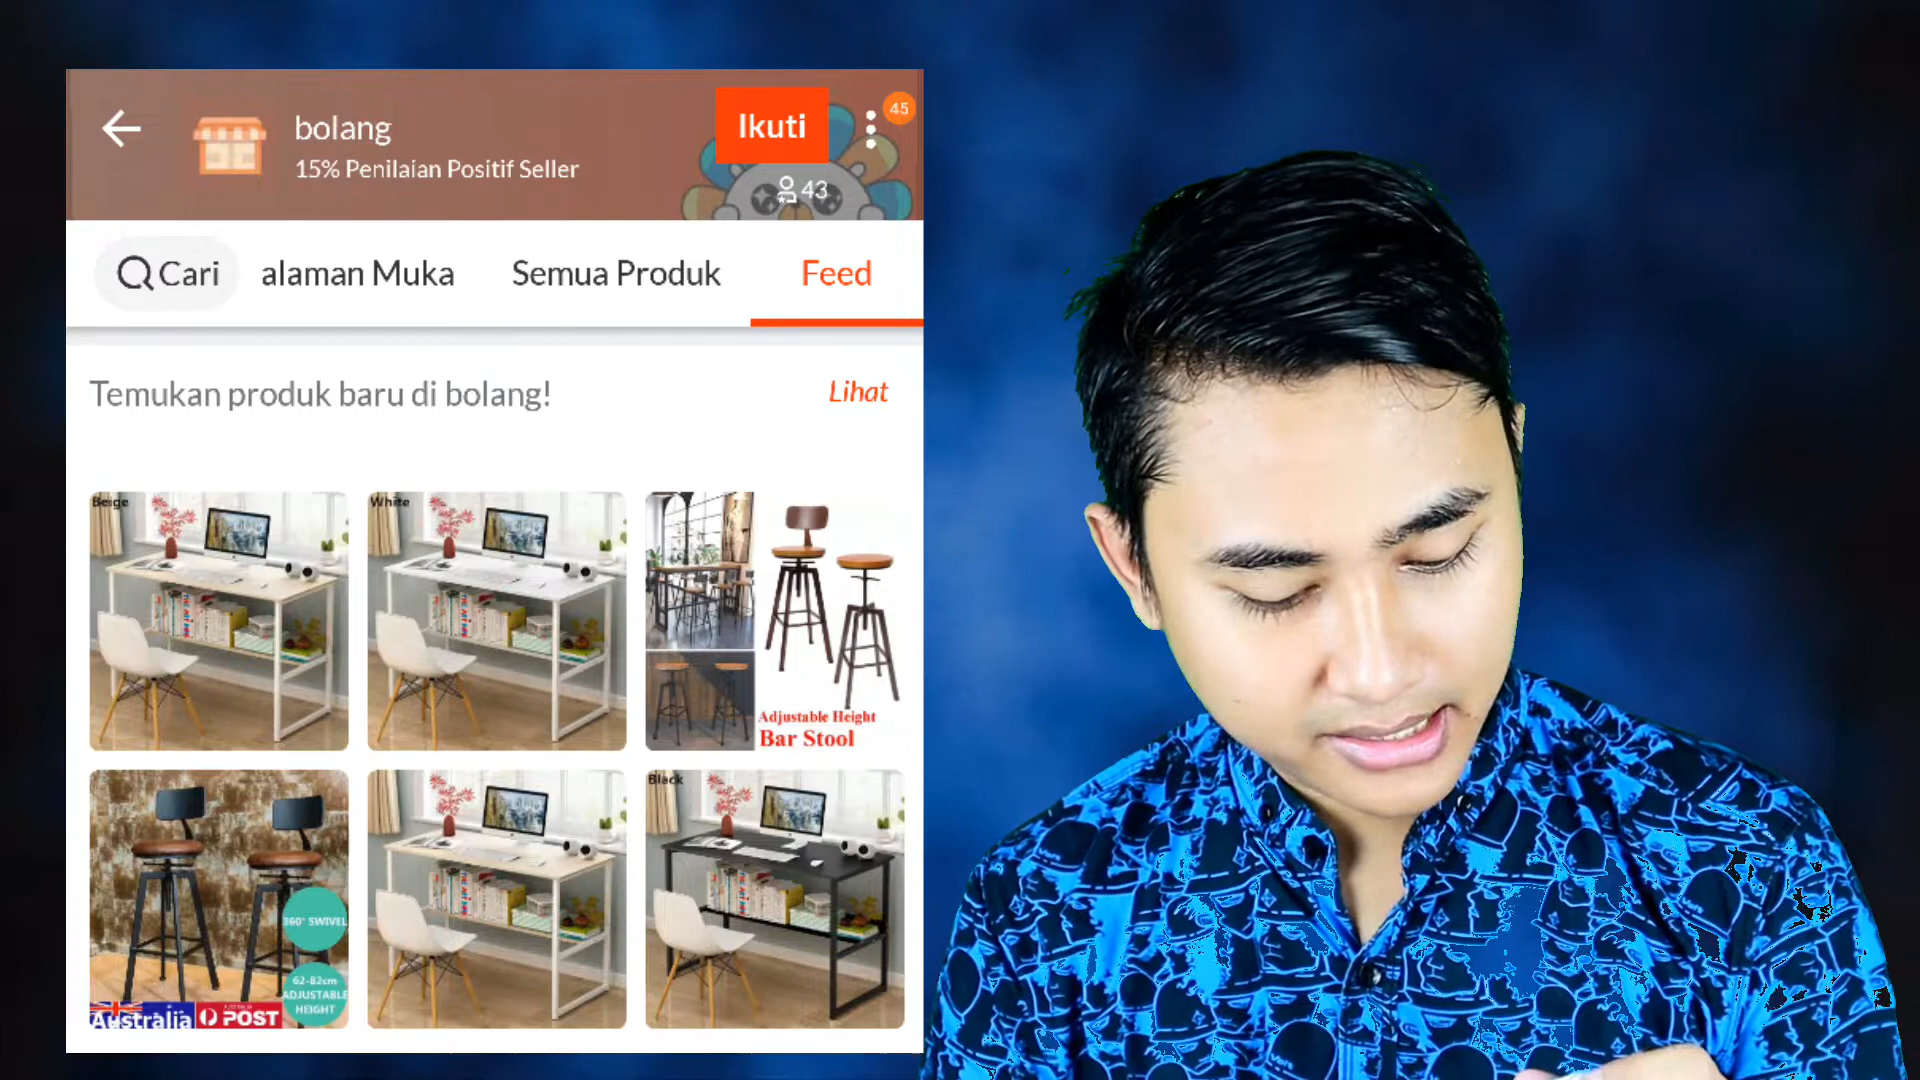 bolang
15% Penilaian Positif Seller
Ikuti
45
43
Cari
alaman Muka
Semua Produk
Feed
Temukan produk baru di bolang!
Lihat
Beige
White
Adjustable Height
Bar Stool
360° SWIVEL
62-82cm
ADJUSTABLE
HEIGHT
Australia
POST
Black